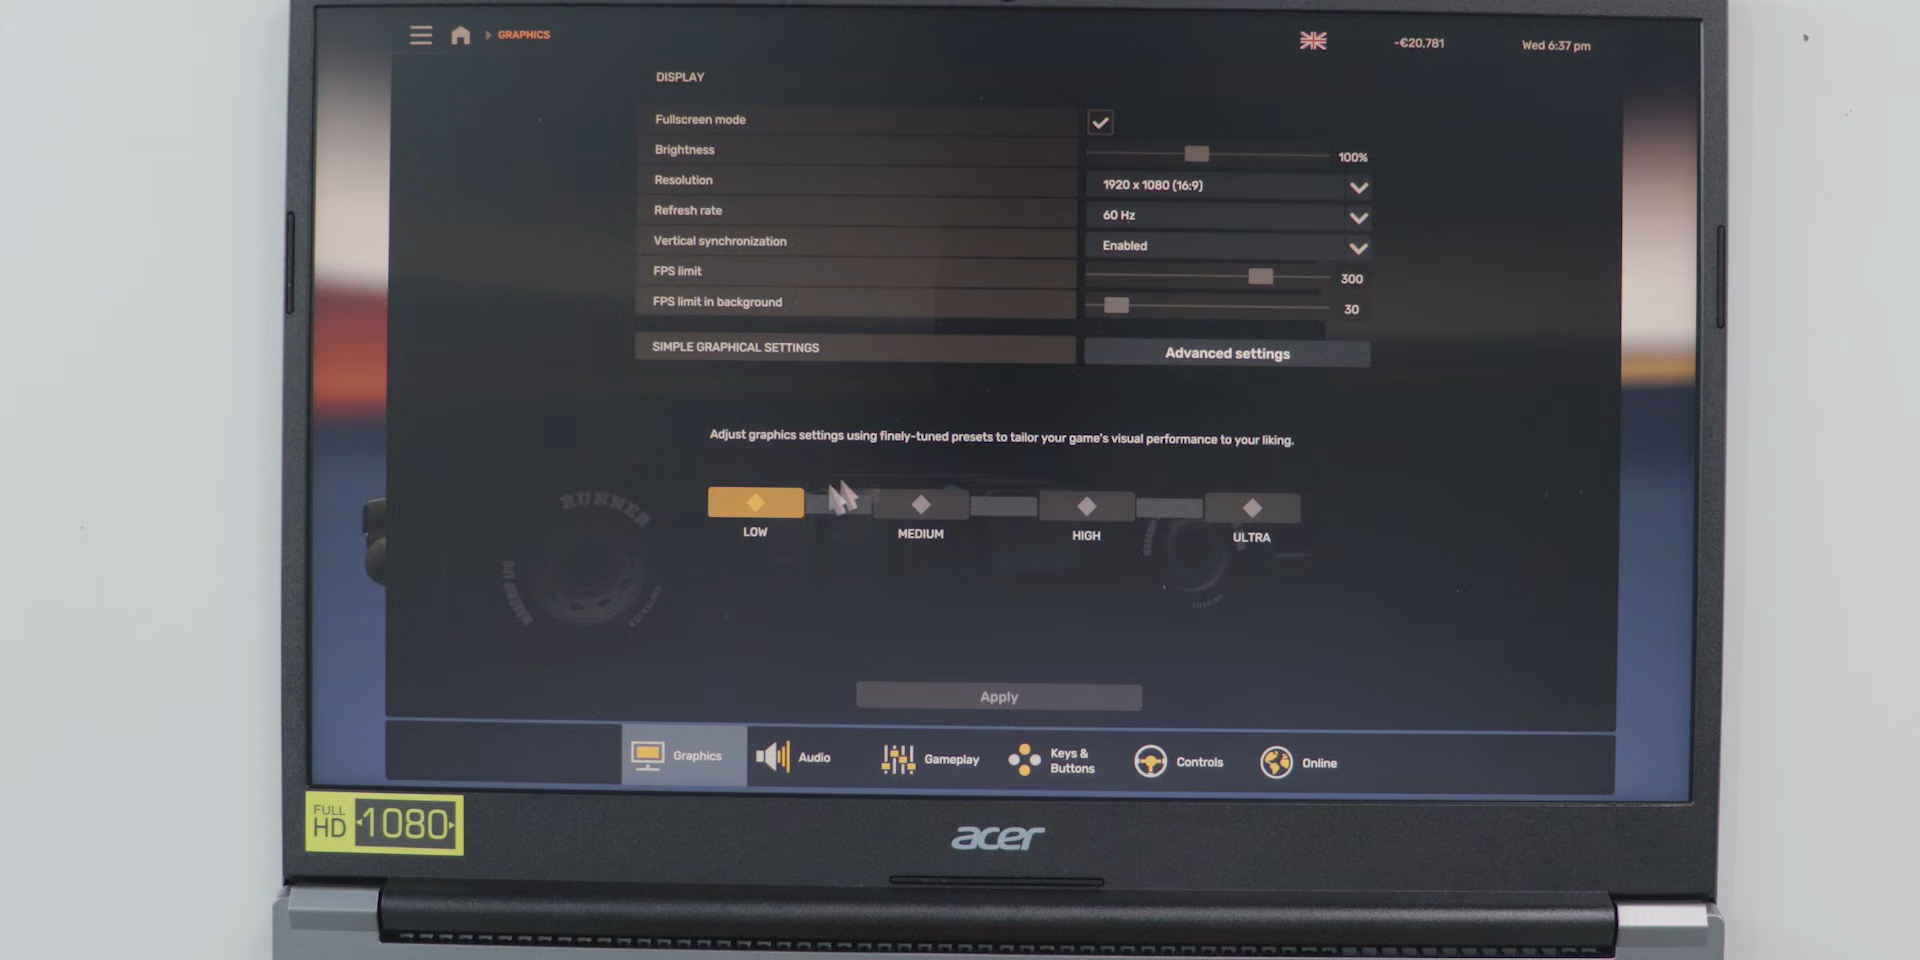 GRAPHICS
-€20,781
Wed 6:37 pm
DISPLAY
Fullscreen mode
Brightness
100%
Resolution
1920 x 1080 (16:9)
Refresh rate
60 Hz
Vertical synchronization
Enabled
FPS limit
300
FPS limit in background
30
SIMPLE GRAPHICAL SETTINGS
Advanced settings
Adjust graphics settings using finely-tuned presets to tailor your game's visual performance to your liking.
RUNNER
LOW
MEDIUM
HIGH
ULTRA
Apply
Graphics
Audio
Gameplay
Keys &
Buttons
Controls
Online
FULL
HD
1080
acer